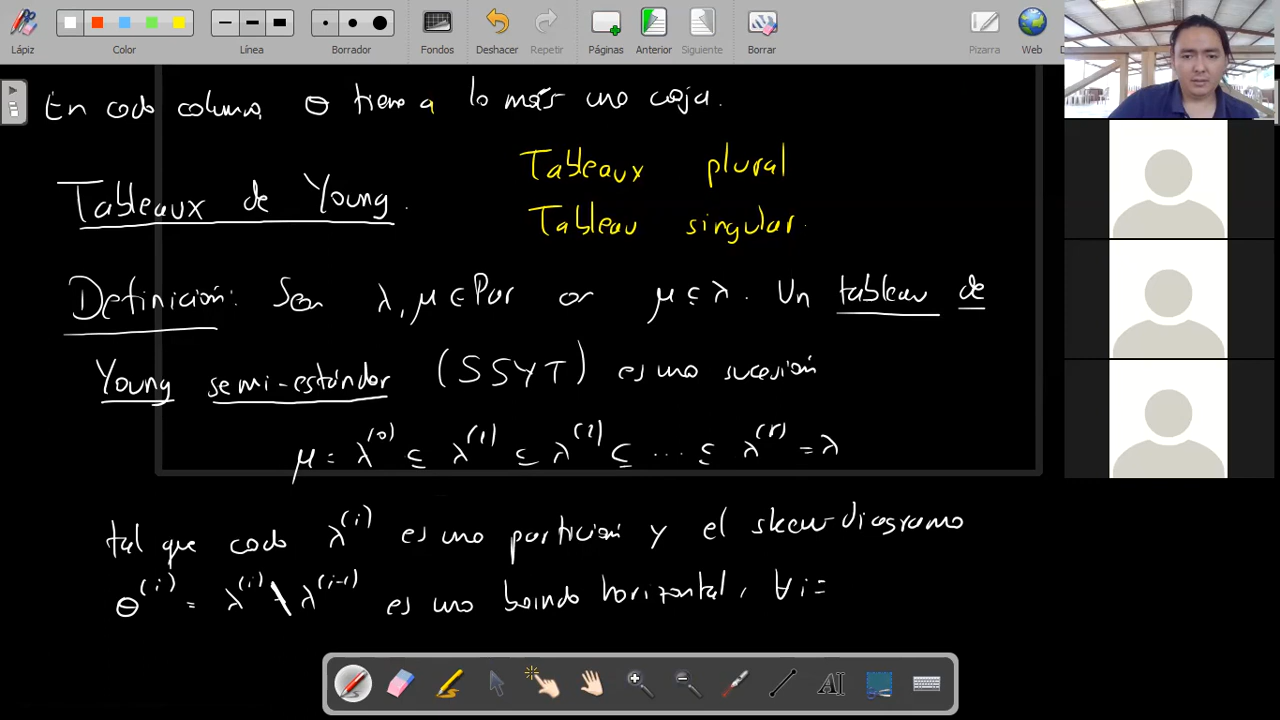 Lápiz Color Línea Borrador Fondos Deshacer Repetir Páginas Anterior Siguiente Borrar Pizarra Web
En cada columna θ tiene a lo más una caja.
Tableaux plural
Tableaux de Young.
Tableau singular.
Definición: Sean λ, μ ∈ Par con μ ⊆ λ. Un tableau de
Young semi-estándar (SSYT) es una sucesión
μ = λ^(0) ⊆ λ^(1) ⊆ λ^(2) ⊆ ... ⊆ λ^(r) = λ
tal que cada λ^(i) es una partición y el skew-diagrama
θ^(i) = λ^(i) \ λ^(i-1) es una banda horizontal, ∀i=
AI